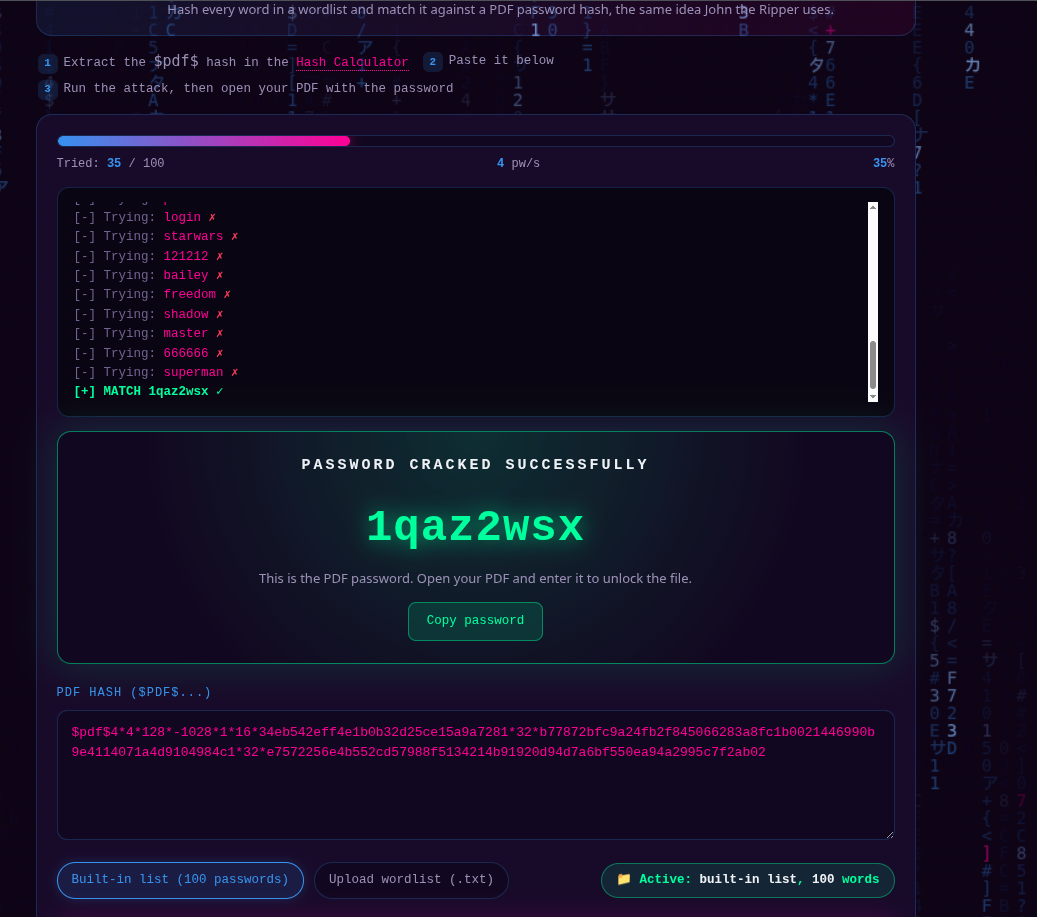 Hash every word in a wordlist and match it against a PDF password hash, the same idea John the Ripper uses.
1 Extract the $pdf$ hash in the Hash Calculator 2 Paste it below
3 Run the attack, then open your PDF with the password
Tried: 35 / 100 4 pw/s 35%
[-] Trying: login ✗
[-] Trying: starwars ✗
[-] Trying: 121212 ✗
[-] Trying: bailey ✗
[-] Trying: freedom ✗
[-] Trying: shadow ✗
[-] Trying: master ✗
[-] Trying: 666666 ✗
[-] Trying: superman ✗
[+] MATCH 1qaz2wsx ✓
PASSWORD CRACKED SUCCESSFULLY
1qaz2wsx
This is the PDF password. Open your PDF and enter it to unlock the file.
Copy password
PDF HASH ($PDF$...)
$pdf$4*4*128*-1028*1*16*34eb542eff4e1b0b32d25ce15a9a7281*32*b77872bfc9a24fb2f845066283a8fc1b0021446990b
9e4114071a4d9104984c1*32*e7572256e4b552cd57988f5134214b91920d94d7a6bf550ea94a2995c7f2ab02
Built-in list (100 passwords) Upload wordlist (.txt) 📁 Active: built-in list, 100 words